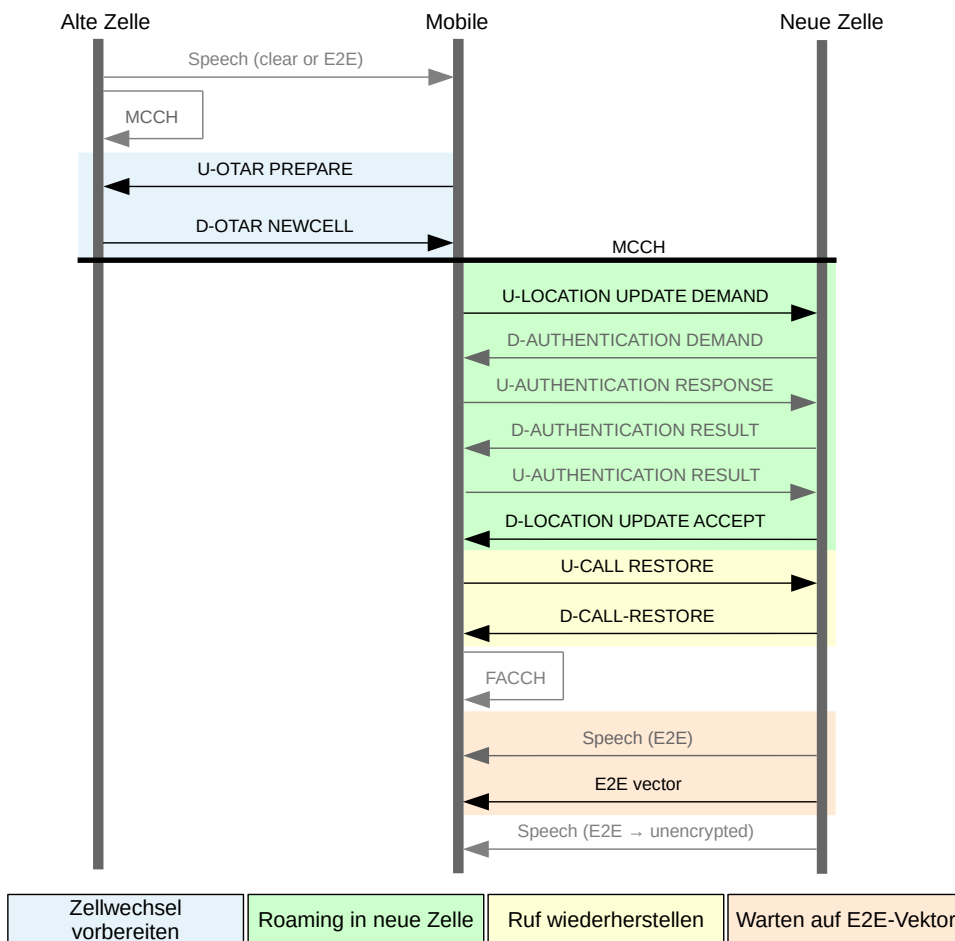 Alte Zelle
Mobile
Neue Zelle
Speech (clear or E2E)
MCCH
U-OTAR PREPARE
D-OTAR NEWCELL
MCCH
U-LOCATION UPDATE DEMAND
D-AUTHENTICATION DEMAND
U-AUTHENTICATION RESPONSE
D-AUTHENTICATION RESULT
U-AUTHENTICATION RESULT
D-LOCATION UPDATE ACCEPT
U-CALL RESTORE
D-CALL-RESTORE
FACCH
Speech (E2E)
E2E vector
Speech (E2E → unencrypted)
Zellwechsel
vorbereiten
Roaming in neue Zelle
Ruf wiederherstellen
Warten auf E2E-Vektor